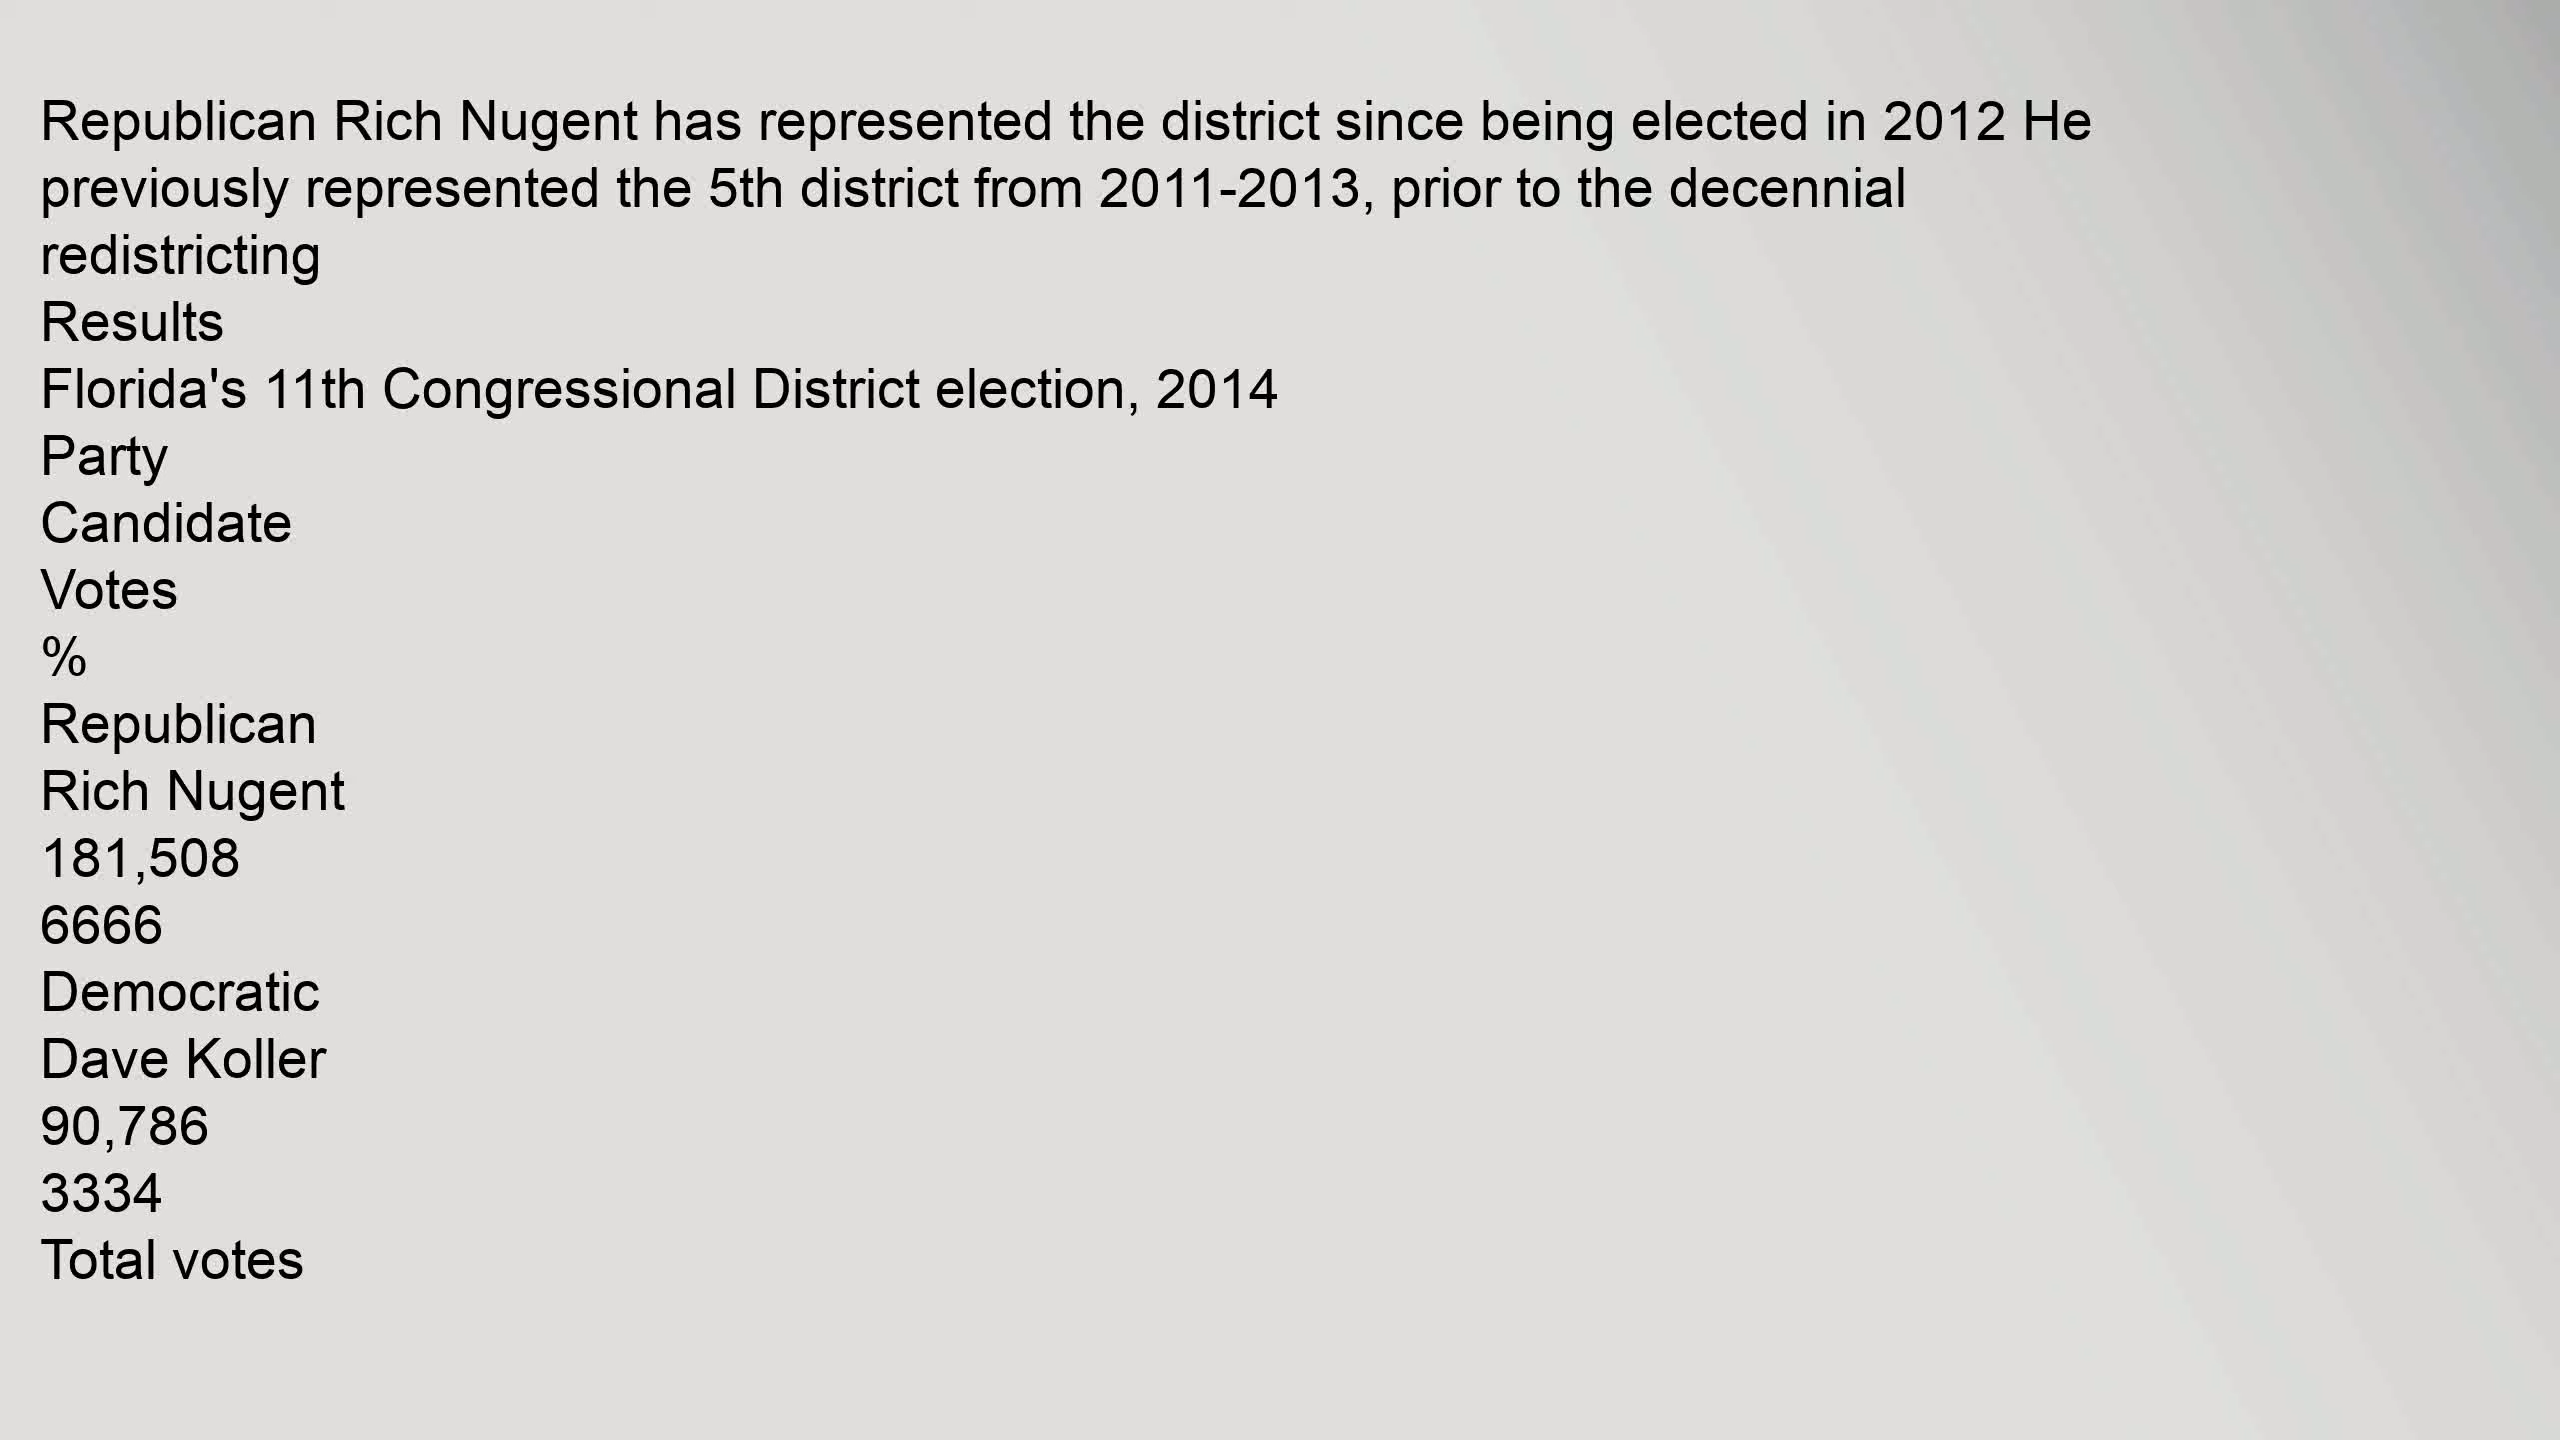 Republican Rich Nugent has represented the district since being elected in 2012 He
previously represented the 5th district from 2011-2013, prior to the decennial
redistricting
Results
Florida's 11th Congressional District election, 2014
Party
Candidate
Votes
%
Republican
Rich Nugent
181,508
6666
Democratic
Dave Koller
90,786
3334
Total votes